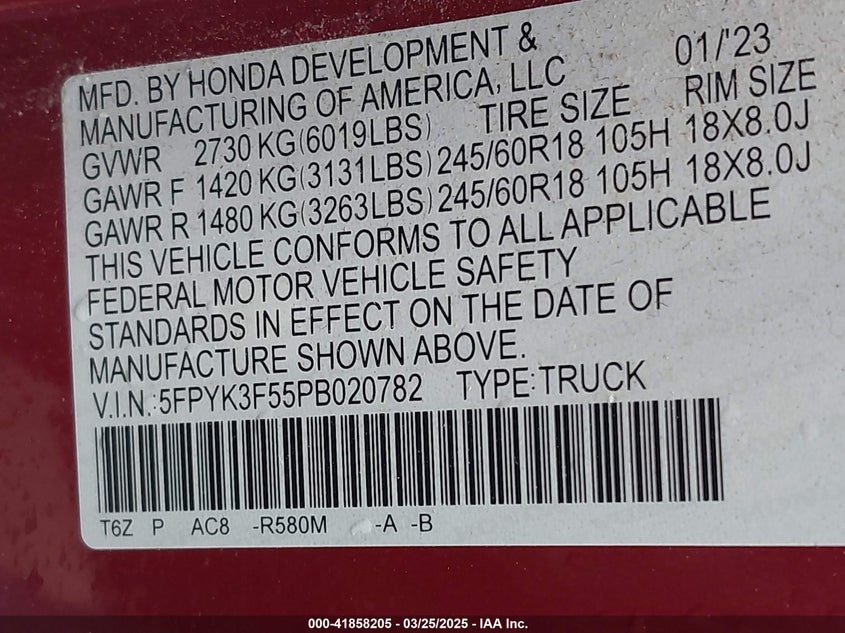 MFD. BY HONDA DEVELOPMENT & 01/'23
MANUFACTURING OF AMERICA, LLC
GVWR 2730 KG(6019LBS) TIRE SIZE RIM SIZE
GAWR F 1420 KG(3131LBS) 245/60R18 105H 18X8.0J
GAWR R 1480 KG(3263LBS) 245/60R18 105H 18X8.0J
THIS VEHICLE CONFORMS TO ALL APPLICABLE
FEDERAL MOTOR VEHICLE SAFETY
STANDARDS IN EFFECT ON THE DATE OF
MANUFACTURE SHOWN ABOVE.
V.I.N.:5FPYK3F55PB020782 TYPE:TRUCK
T6Z P AC8 -R580M -A -B
000-41858205 - 03/25/2025 - IAA Inc.